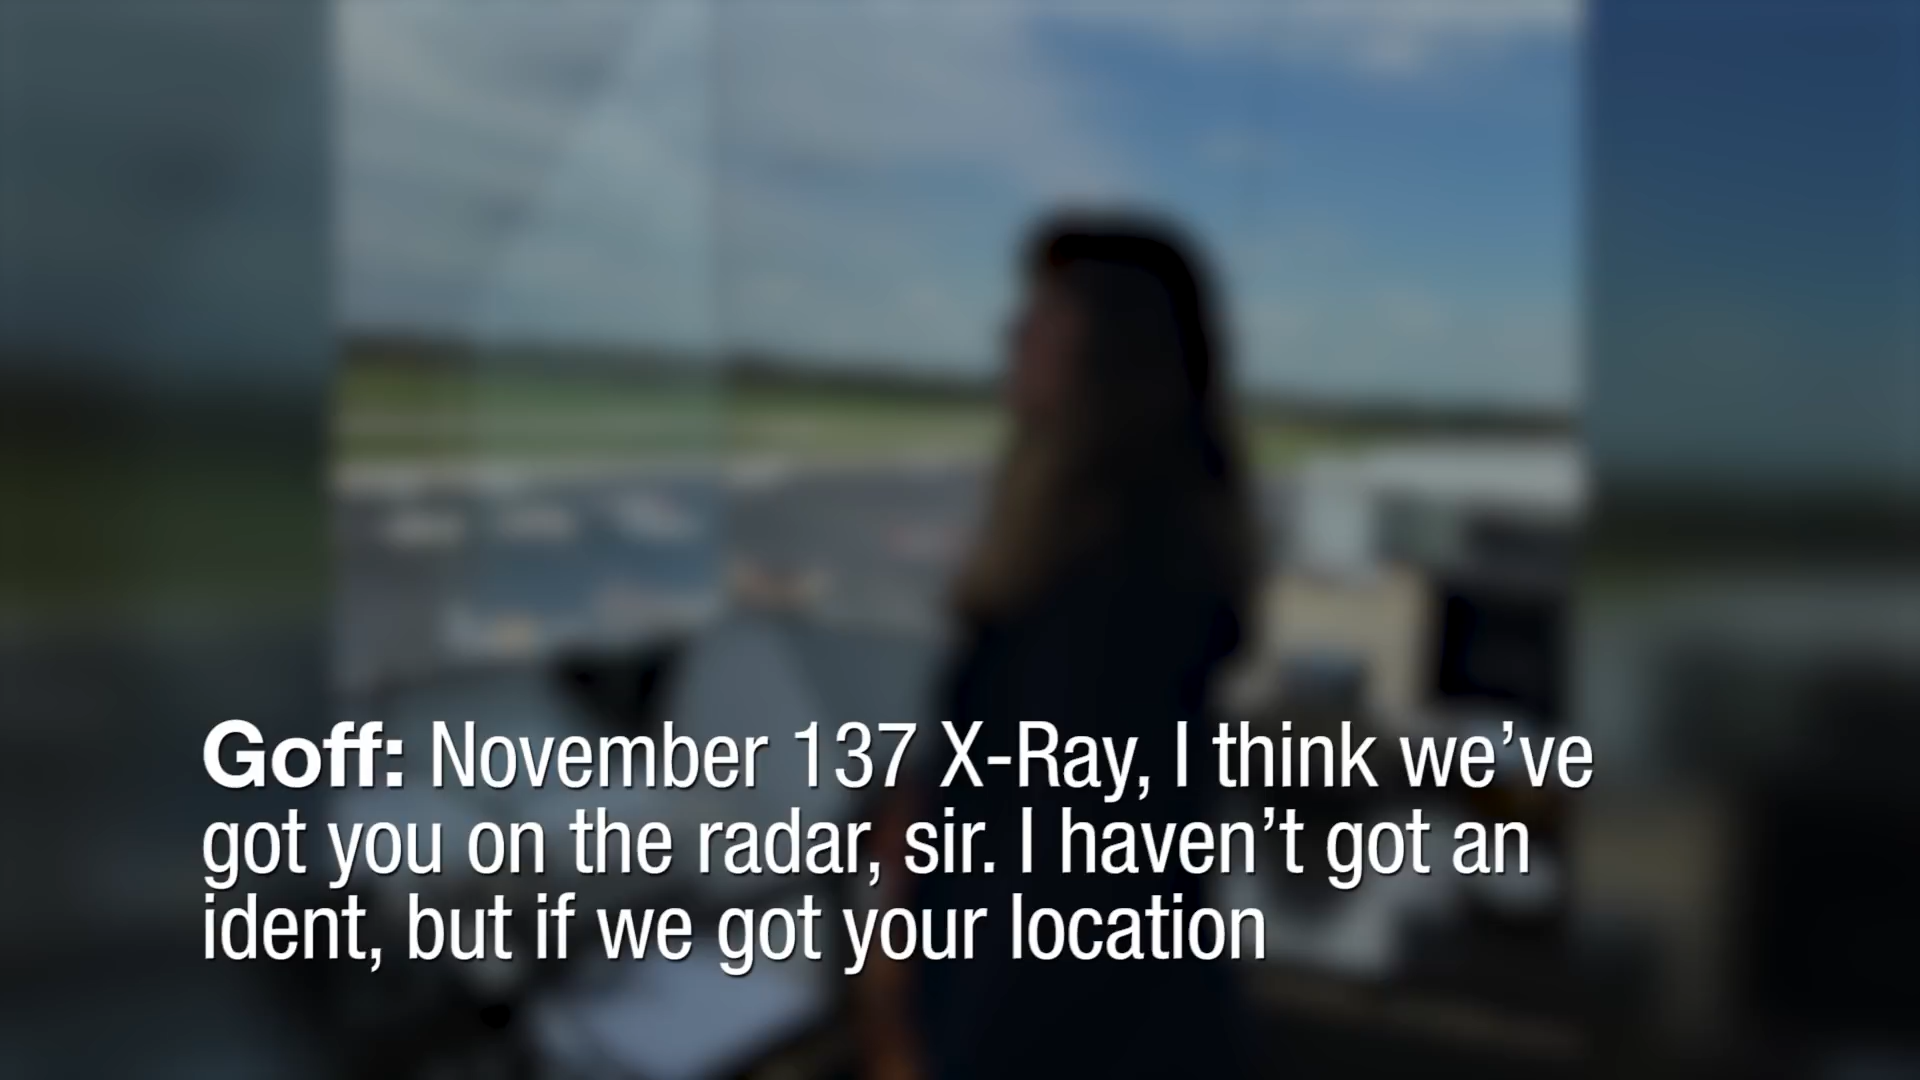 Goff: November 137 X-Ray, I think we’ve
got you on the radar, sir. I haven’t got an
ident, but if we got your location